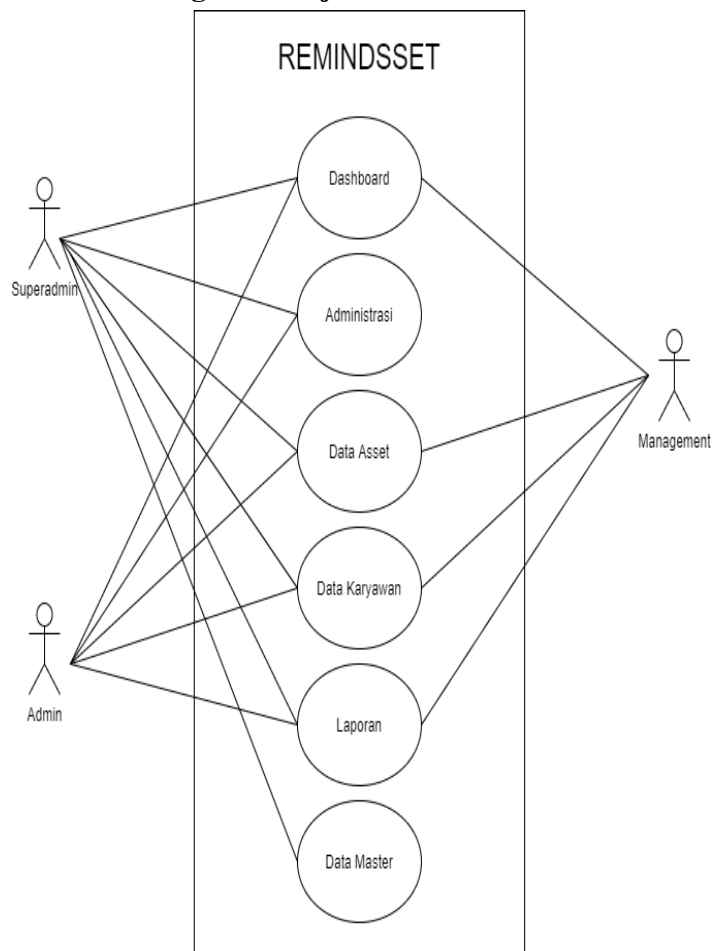 REMINDSSET
Dashboard
Superadmin
Administrasi
Management
Data Asset
Data Karyawan
Admin
Laporan
Data Master